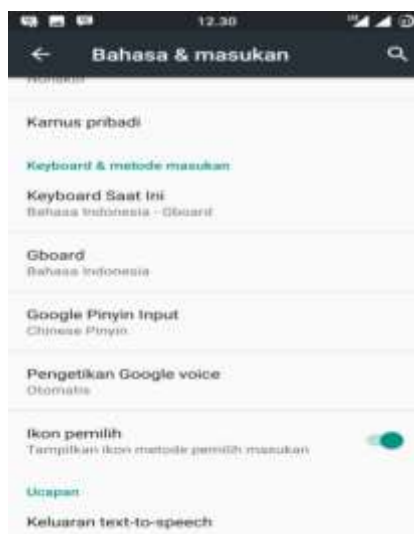 12.30
Bahasa & masukan
Karnus pribadi
Keyboard & metode masukan
Keyboard Saat Ini
Bahasa Indonesia - Gboard
Gboard
Bahasa Indonesia
Google Pinyin Input
Chinese Pinyin
Pengetikan Google voice
Otomatis
Ikon pemilih
Tampilkan ikon metode pemilih masukan
Ucapan
Keluaran text-to-speech